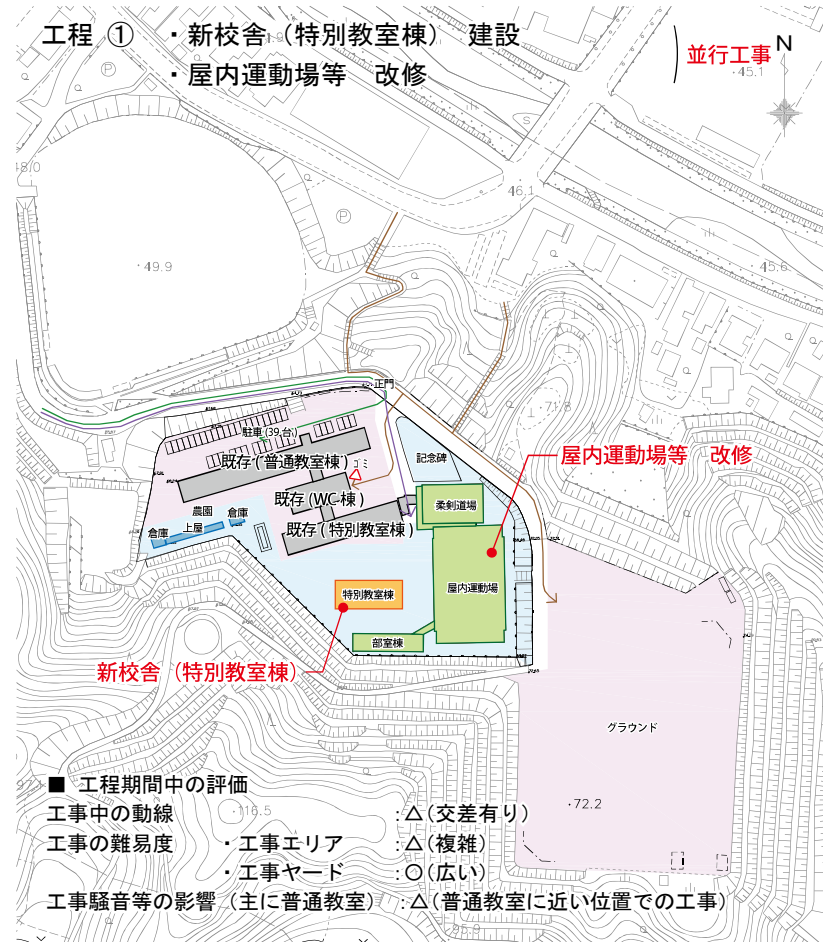 工程 ① ・新校舎(特別教室棟) 建設
・屋内運動場等 改修
並行工事
N
・45.1
P
S
46.1
48.0
P
・49.9
・45.6
71.8
正門
駐車(39台)
記念碑
既存(普通教室棟)
ゴミ
屋内運動場等 改修
既存(WC棟)
柔剣道場
農園
倉庫
倉庫
上屋
既存(特別教室棟)
特別教室棟
屋内運動場
部室棟
新校舎(特別教室棟)
グラウンド
■ 工程期間中の評価
・116.5
・72.2
工事中の動線 :△(交差有り)
工事の難易度 ・工事エリア :△(複雑)
・工事ヤード :○(広い)
工事騒音等の影響(主に普通教室) :△(普通教室に近い位置での工事)
95.9